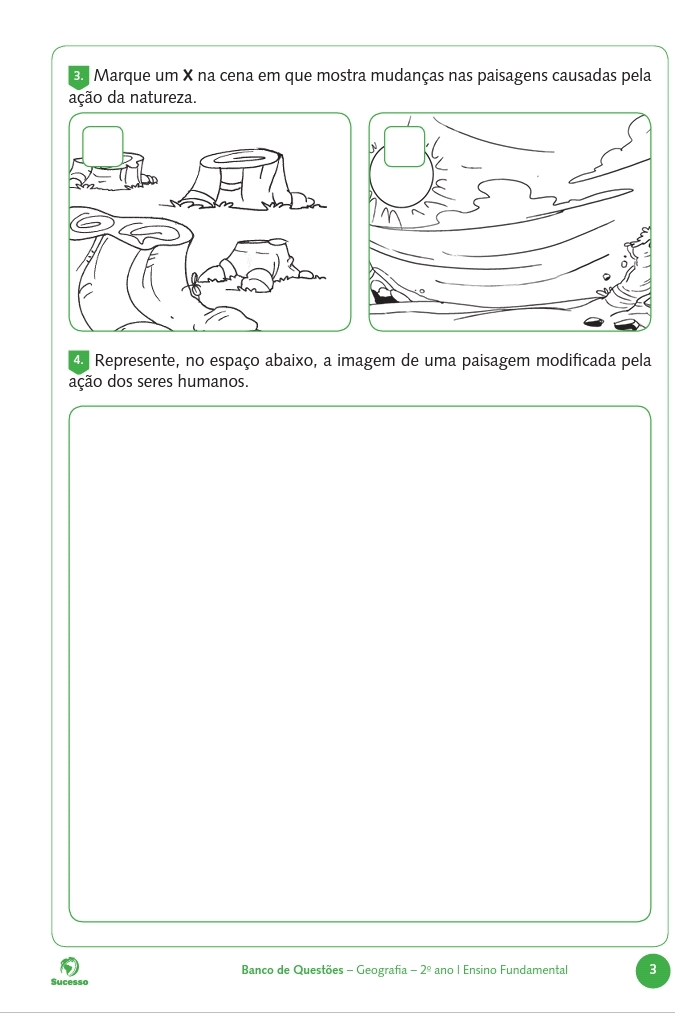 3. Marque um X na cena em que mostra mudanças nas paisagens causadas pela
ação da natureza.
4. Represente, no espaço abaixo, a imagem de uma paisagem modificada pela
ação dos seres humanos.
Sucesso
Banco de Questões – Geografia – 2º ano l Ensino Fundamental
3